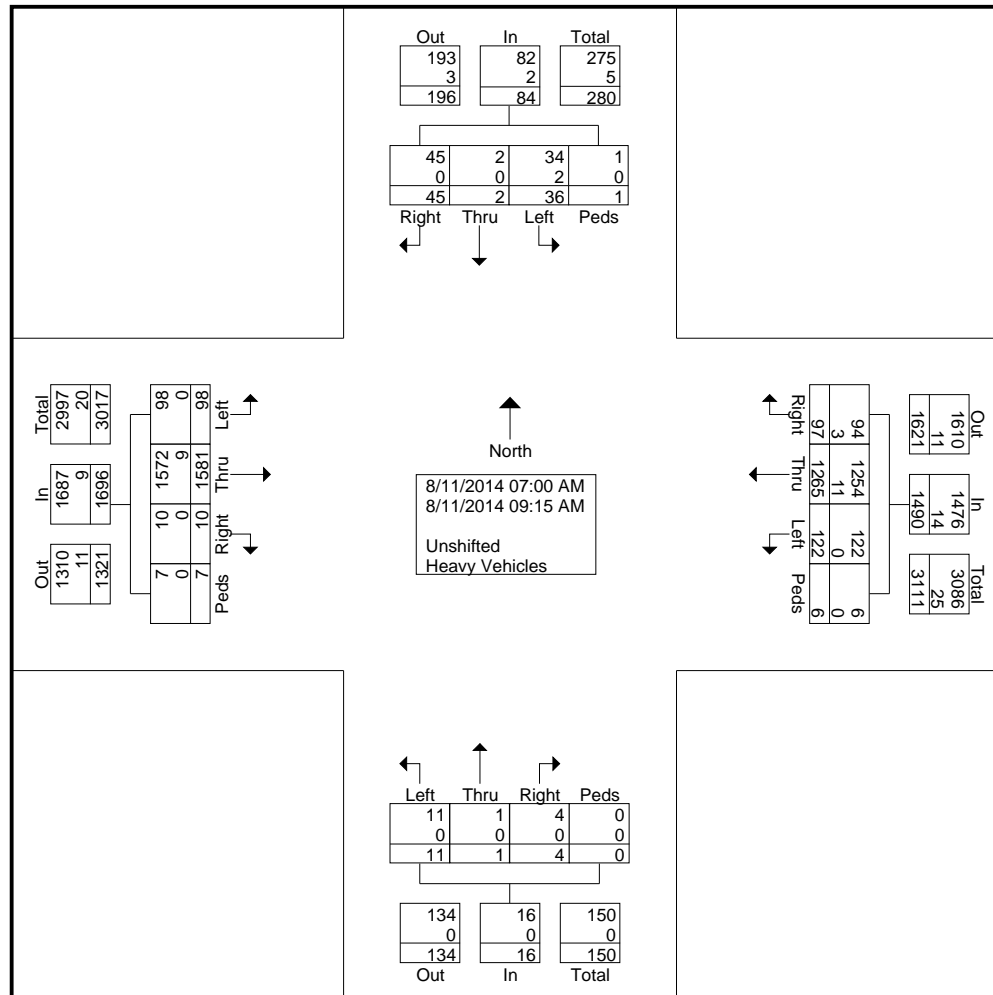 Out In Total
193 82 275
3 2 5
196 84 280
45 2 34 1
0 0 2 0
45 2 36 1
Right Thru Left Peds
Total
2997
20
3017
In
1687
9
1696
Out
1310
11
1321
98 1572 10 7
0 9 0 0
98 1581 10 7
Left Thru Right Peds
North
8/11/2014 07:00 AM
8/11/2014 09:15 AM
Unshifted
Heavy Vehicles
Right Thru Left Peds
97 1265 122 6
3 11 0 0
94 1254 122 6
Out
1610
11
1621
In
1476
14
1490
Total
3086
25
3111
Left Thru Right Peds
11 1 4 0
0 0 0 0
11 1 4 0
134 16 150
0 0 0
134 16 150
Out In Total